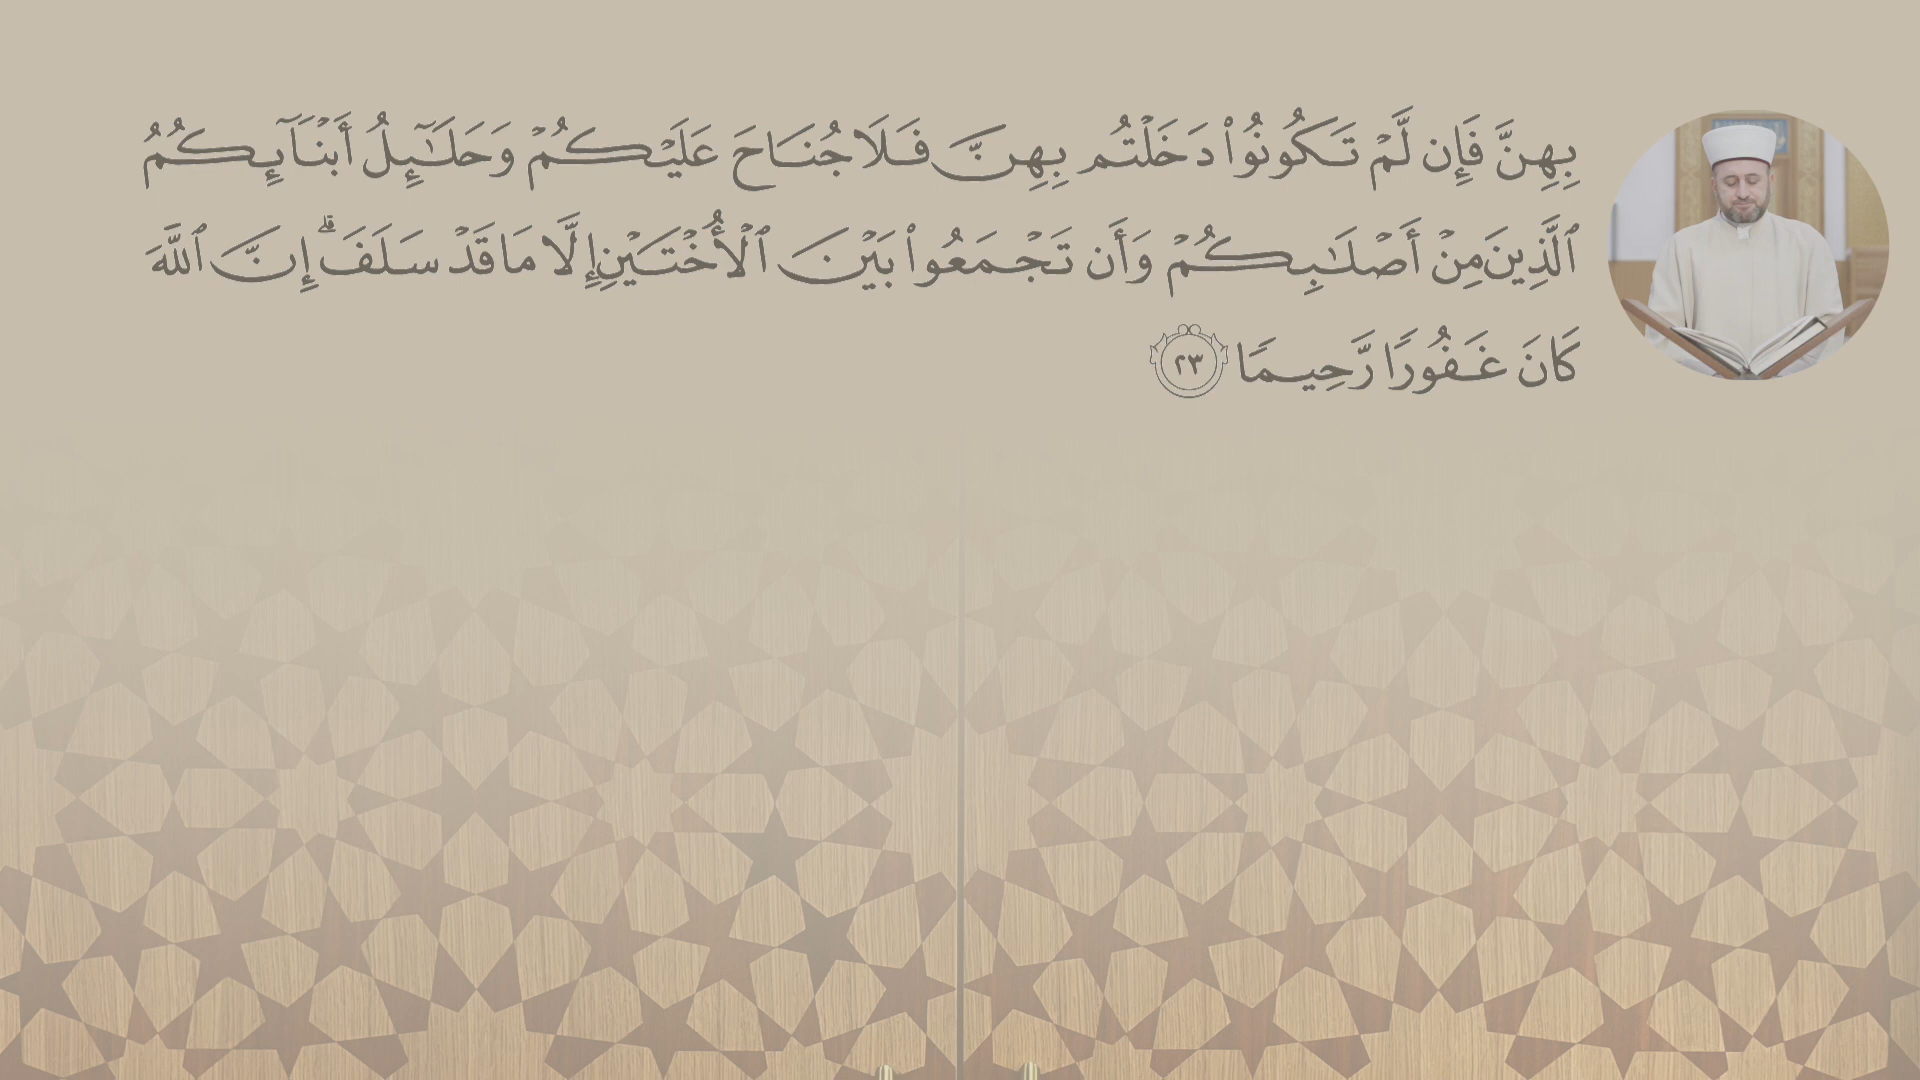 بِهِنَّ فَإِن لَّمْ تَكُونُوا۟ دَخَلْتُم بِهِنَّ فَلَا جُنَاحَ عَلَيْكُمْ وَحَلَـٰٓئِلُ أَبْنَآئِكُمُ
ٱلَّذِينَ مِنْ أَصْلَـٰبِكُمْ وَأَن تَجْمَعُوا۟ بَيْنَ ٱلْأُخْتَيْنِ إِلَّا مَا قَدْ سَلَفَ ۗ إِنَّ ٱللَّهَ
كَانَ غَفُورًا رَّحِيمًا ٢٣